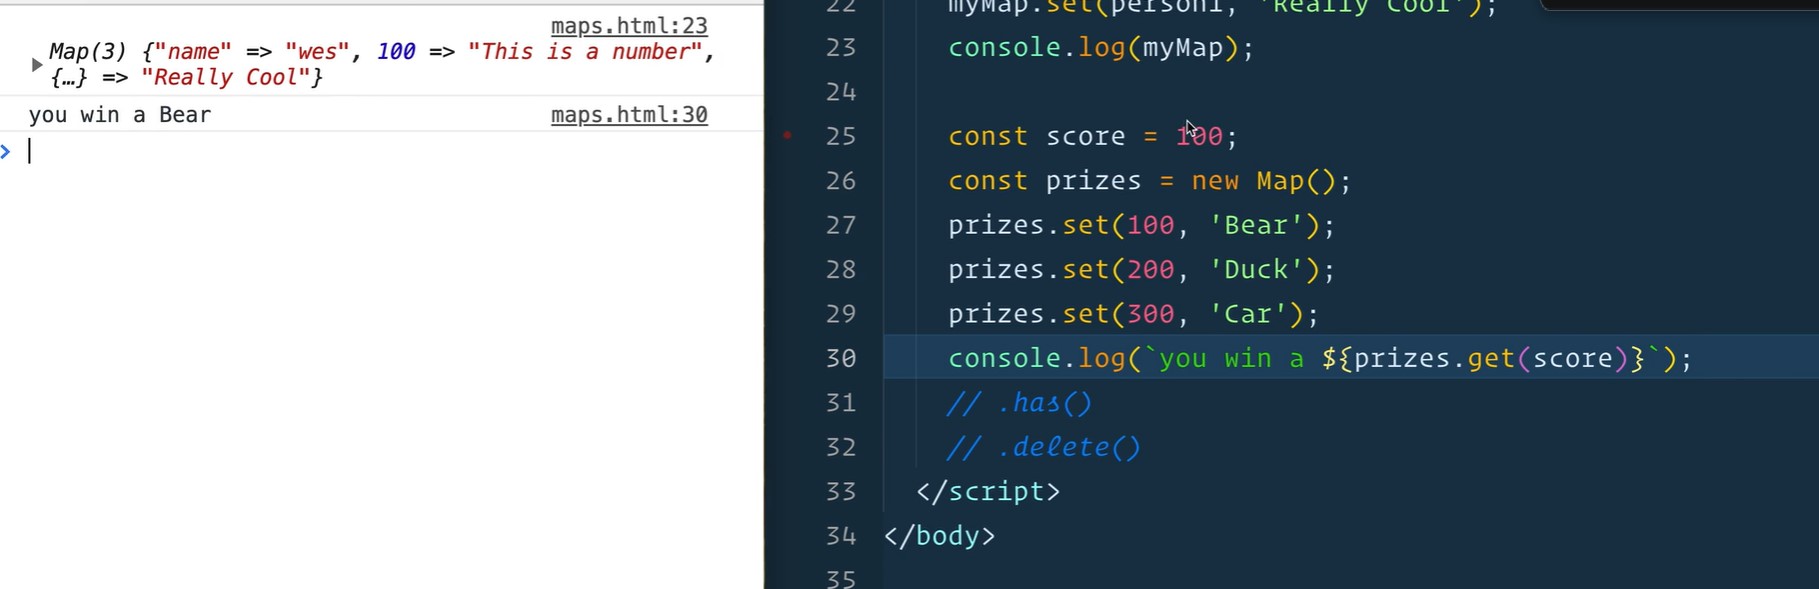 maps.html:23
Map(3) {"name" => "wes", 100 => "This is a number",
{…} => "Really Cool"}
you win a Bear maps.html:30
22 myMap.set(person1, 'Really Cool');
23 console.log(myMap);
24
25 const score = 100;
26 const prizes = new Map();
27 prizes.set(100, 'Bear');
28 prizes.set(200, 'Duck');
29 prizes.set(300, 'Car');
30 console.log(`you win a ${prizes.get(score)}`);
31 // .has()
32 // .delete()
33 </script>
34 </body>
35